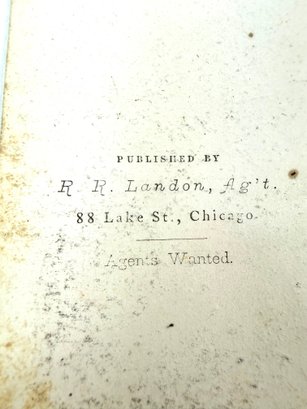 PUBLISHED BY
R. R. Landon, Ag't.
88 Lake St., Chicago.
Agents Wanted.